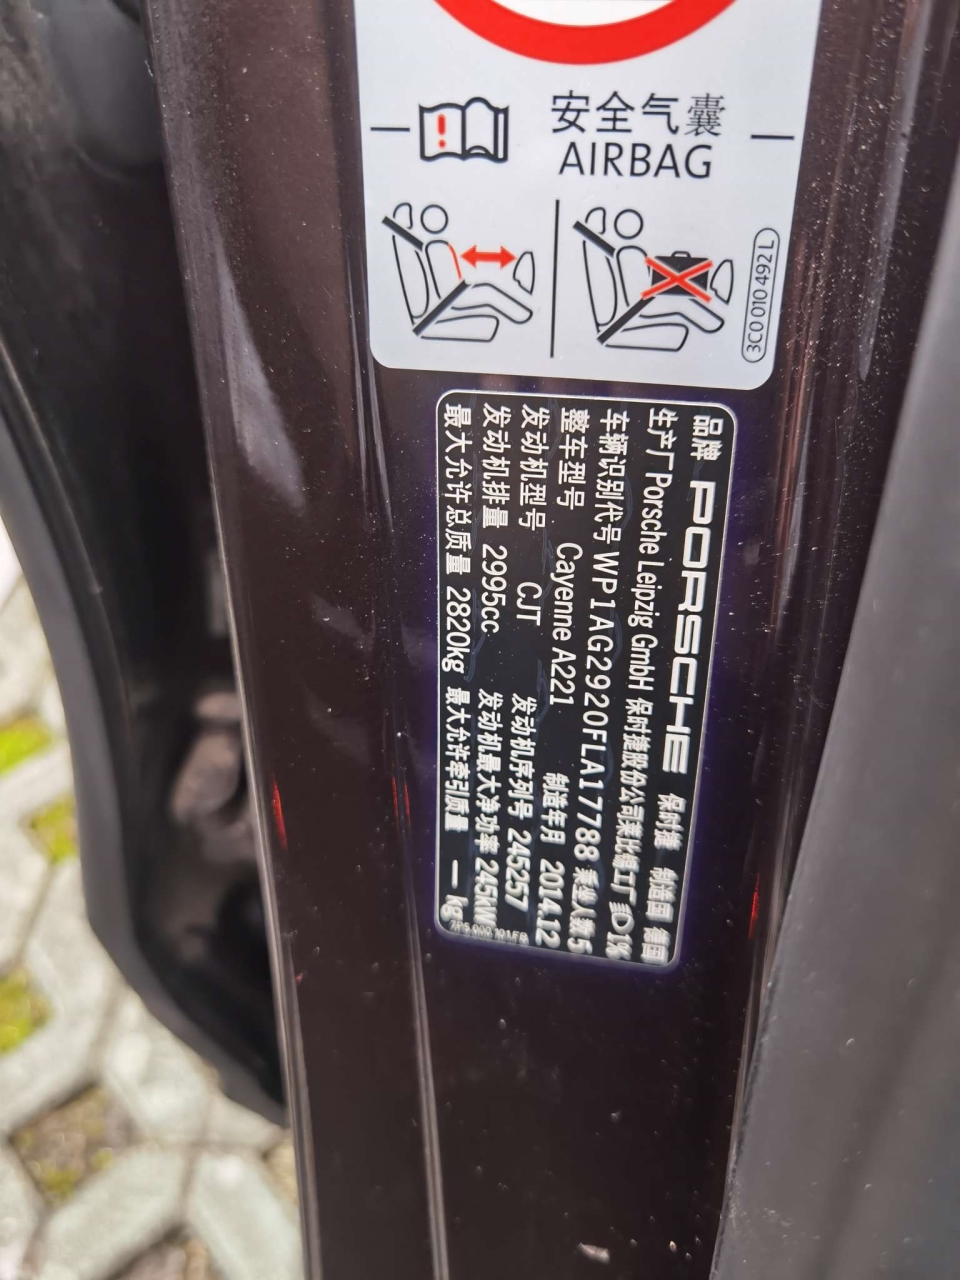 安全气囊
AIRBAG
3C0 010 492 L
品牌 PORSCHE 保时捷 制造国 德国
生产厂 Porsche Leipzig GmbH 保时捷股份公司莱比锡工厂 1%
车辆识别代号 WP1AG2920FLA17788 乘坐人数 5
整车型号 Cayenne A221 制造年月 2014.12
发动机型号 CJT 发动机序列号 245257
发动机排量 2995cc 发动机最大净功率 245KW
最大允许总质量 2820kg 最大允许牵引质量 — kg